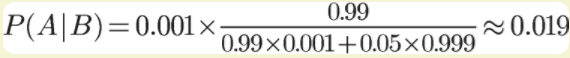 P(A|B) = 0.001 × 0.99 / (0.99 × 0.001 + 0.05 × 0.999) ≈ 0.019